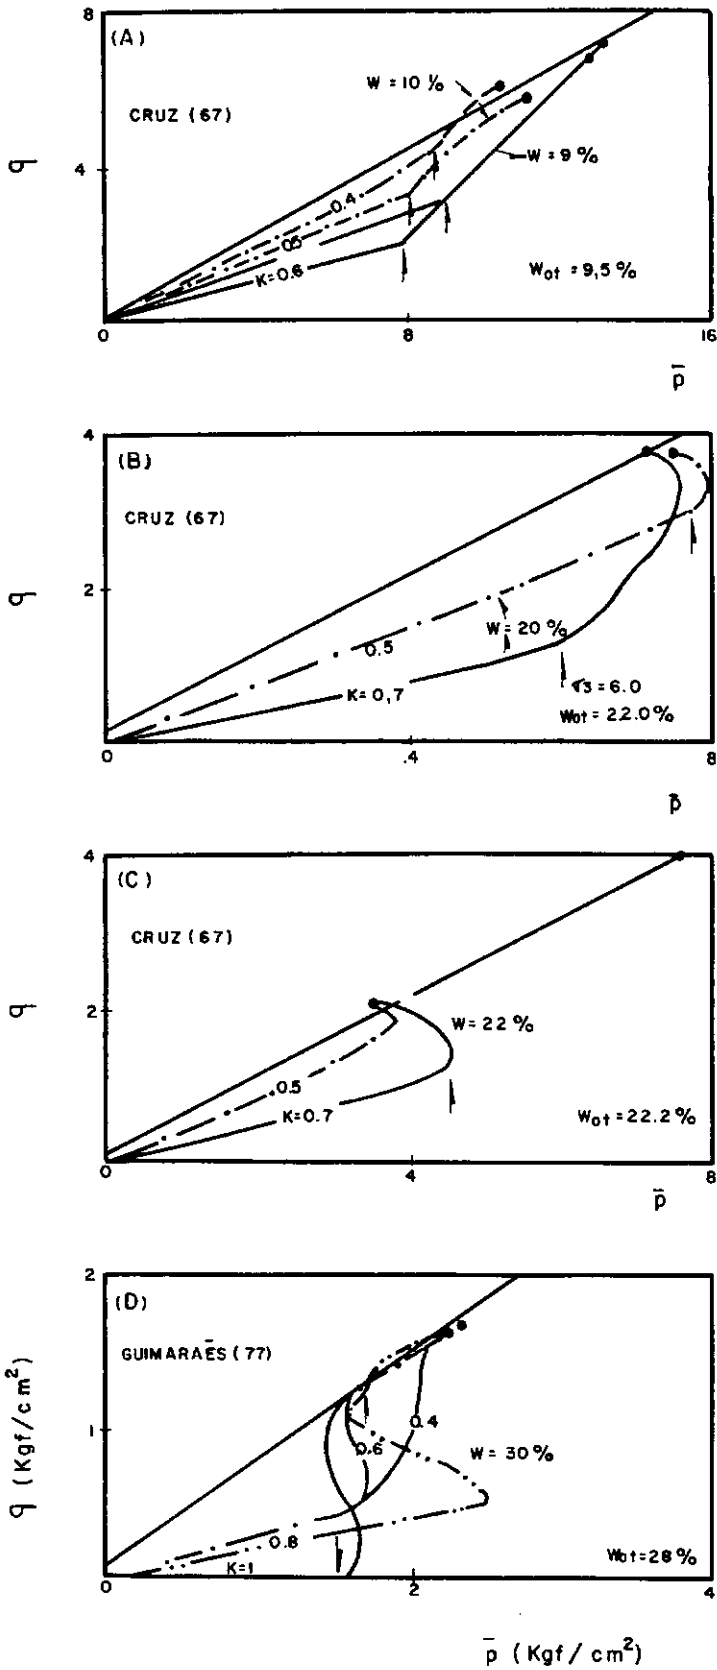 8
(A)
W = 10 %
CRUZ (67)
q
4
W = 9 %
0.4
0.5
K=0.6
Wot = 9,5 %
0
0
8
16
p̄
4
(B)
CRUZ (67)
q
2
W = 20 %
0.5
K= 0,7
σ3 = 6.0
Wot = 22.0%
0
.4
8
p̄
4
(C)
CRUZ (67)
q
2
W = 22 %
0.5
K=0.7
Wot =22.2%
0
4
8
p̄
2
(D)
GUIMARAẼS (77)
q (Kgf/cm²)
1
0.4
0.6
W = 30 %
0.8
K=1
Wot=28 %
0
2
4
p̄ (Kgf / cm²)